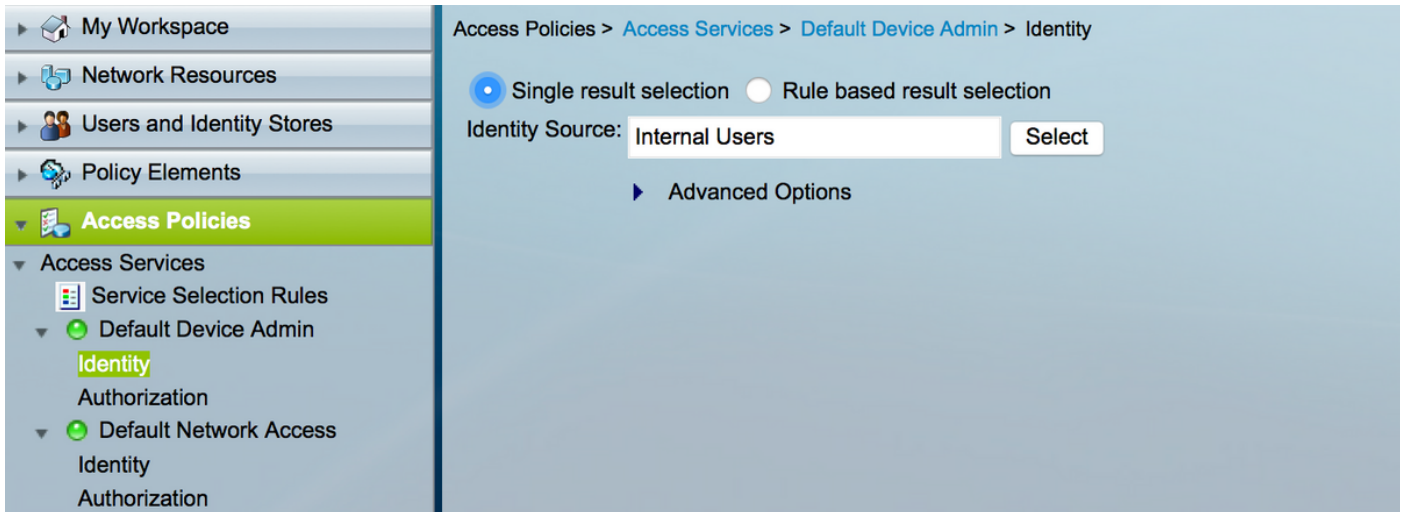 My Workspace
Network Resources
Users and Identity Stores
Policy Elements
Access Policies
Access Services
Service Selection Rules
Default Device Admin
Identity
Authorization
Default Network Access
Identity
Authorization
Access Policies > Access Services > Default Device Admin > Identity
Single result selection Rule based result selection
Identity Source: Internal Users Select
Advanced Options